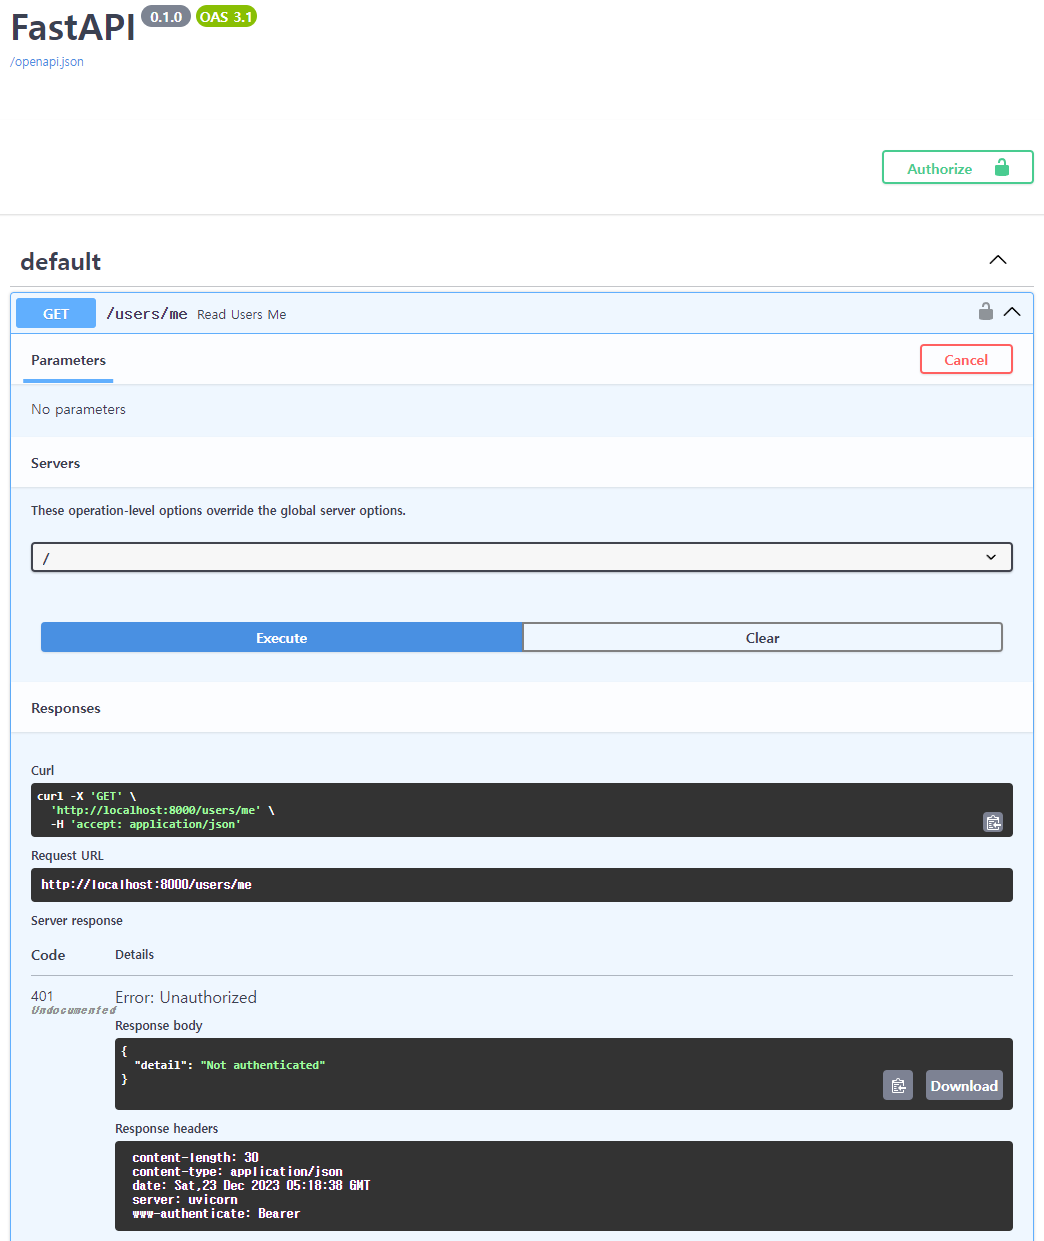 FastAPI 0.1.0 OAS 3.1
/openapi.json
Authorize
default
GET /users/me Read Users Me
Parameters Cancel
No parameters
Servers
These operation-level options override the global server options.
/
Execute Clear
Responses
Curl
curl -X 'GET' \
'http://localhost:8000/users/me' \
-H 'accept: application/json'
Request URL
http://localhost:8000/users/me
Server response
Code Details
401 Error: Unauthorized
Undocumented
Response body
{
"detail": "Not authenticated"
}
Download
Response headers
content-length: 30
content-type: application/json
date: Sat,23 Dec 2023 05:18:38 GMT
server: uvicorn
www-authenticate: Bearer